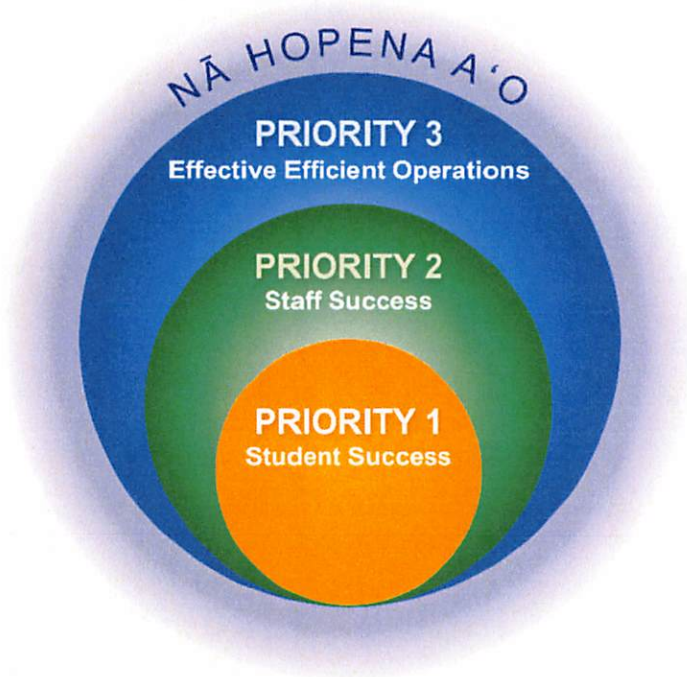 NĀ HOPENA A‘O
PRIORITY 3
Effective Efficient Operations
PRIORITY 2
Staff Success
PRIORITY 1
Student Success